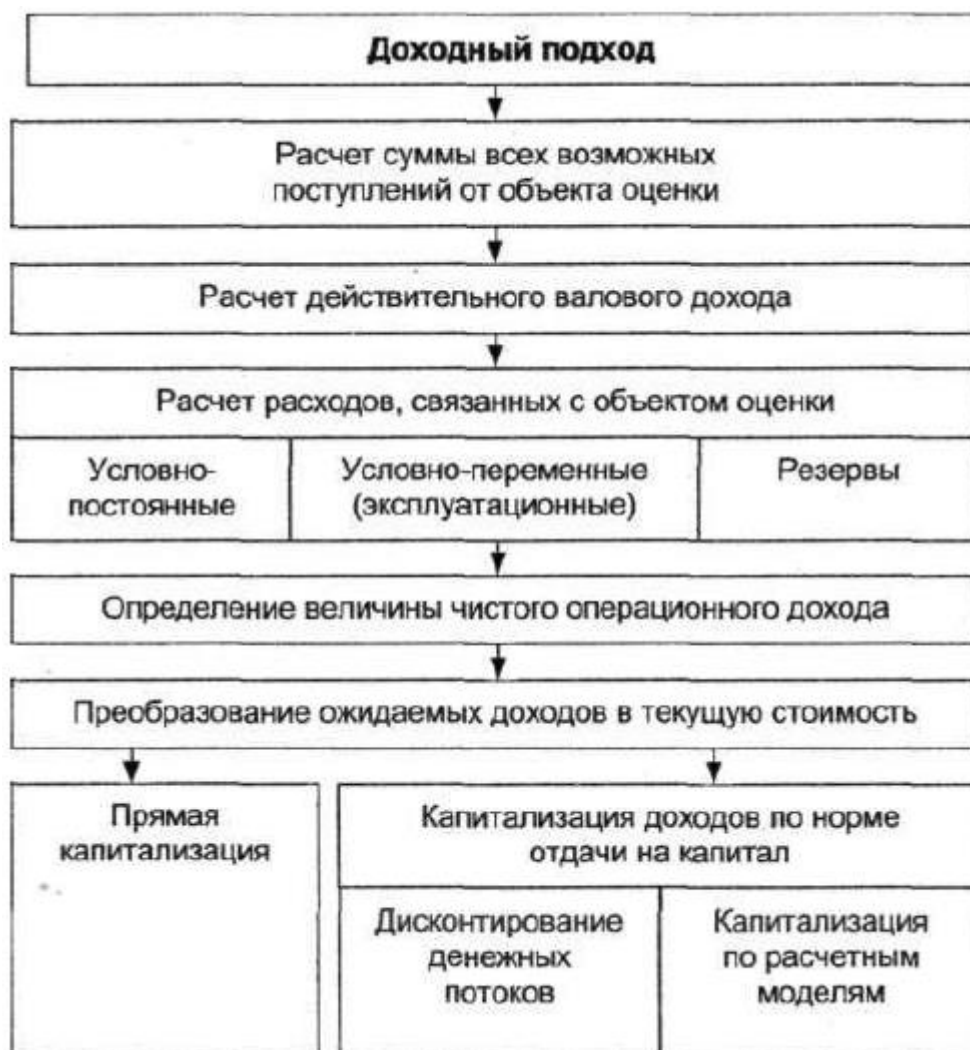 Доходный подход
Расчет суммы всех возможных
поступлений от объекта оценки
Расчет действительного валового дохода
Расчет расходов, связанных с объектом оценки
Условно-
постоянные
Условно-переменные
(эксплуатационные)
Резервы
Определение величины чистого операционного дохода
Преобразование ожидаемых доходов в текущую стоимость
Прямая
капитализация
Капитализация доходов по норме
отдачи на капитал
Дисконтирование
денежных
потоков
Капитализация
по расчетным
моделям